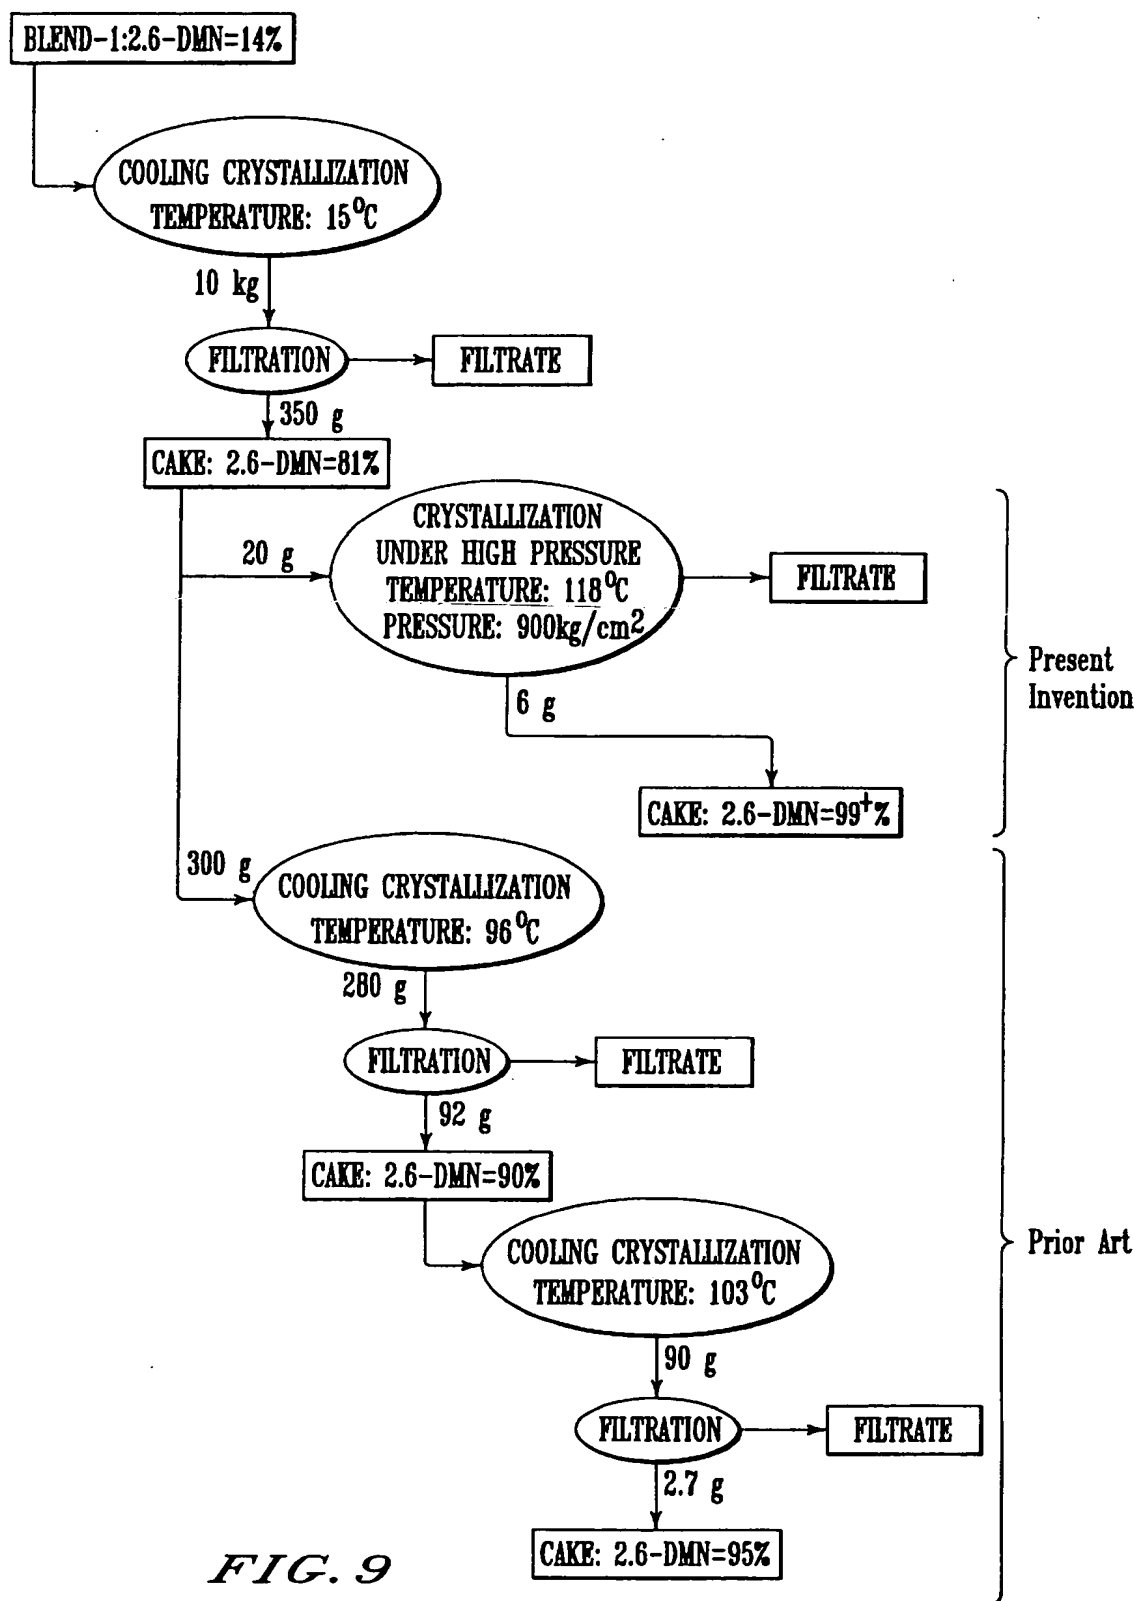 BLEND-1:2.6-DMN=14%
COOLING CRYSTALLIZATION
TEMPERATURE: 15°C
10 kg
FILTRATION
FILTRATE
350 g
CAKE: 2.6-DMN=81%
20 g
CRYSTALLIZATION
UNDER HIGH PRESSURE
TEMPERATURE: 118°C
PRESSURE: 900kg/cm2
FILTRATE
6 g
CAKE: 2.6-DMN=99+%
Present
Invention
300 g
COOLING CRYSTALLIZATION
TEMPERATURE: 96°C
280 g
FILTRATION
FILTRATE
92 g
CAKE: 2.6-DMN=90%
COOLING CRYSTALLIZATION
TEMPERATURE: 103°C
Prior Art
90 g
FILTRATION
FILTRATE
2.7 g
CAKE: 2.6-DMN=95%
FIG. 9